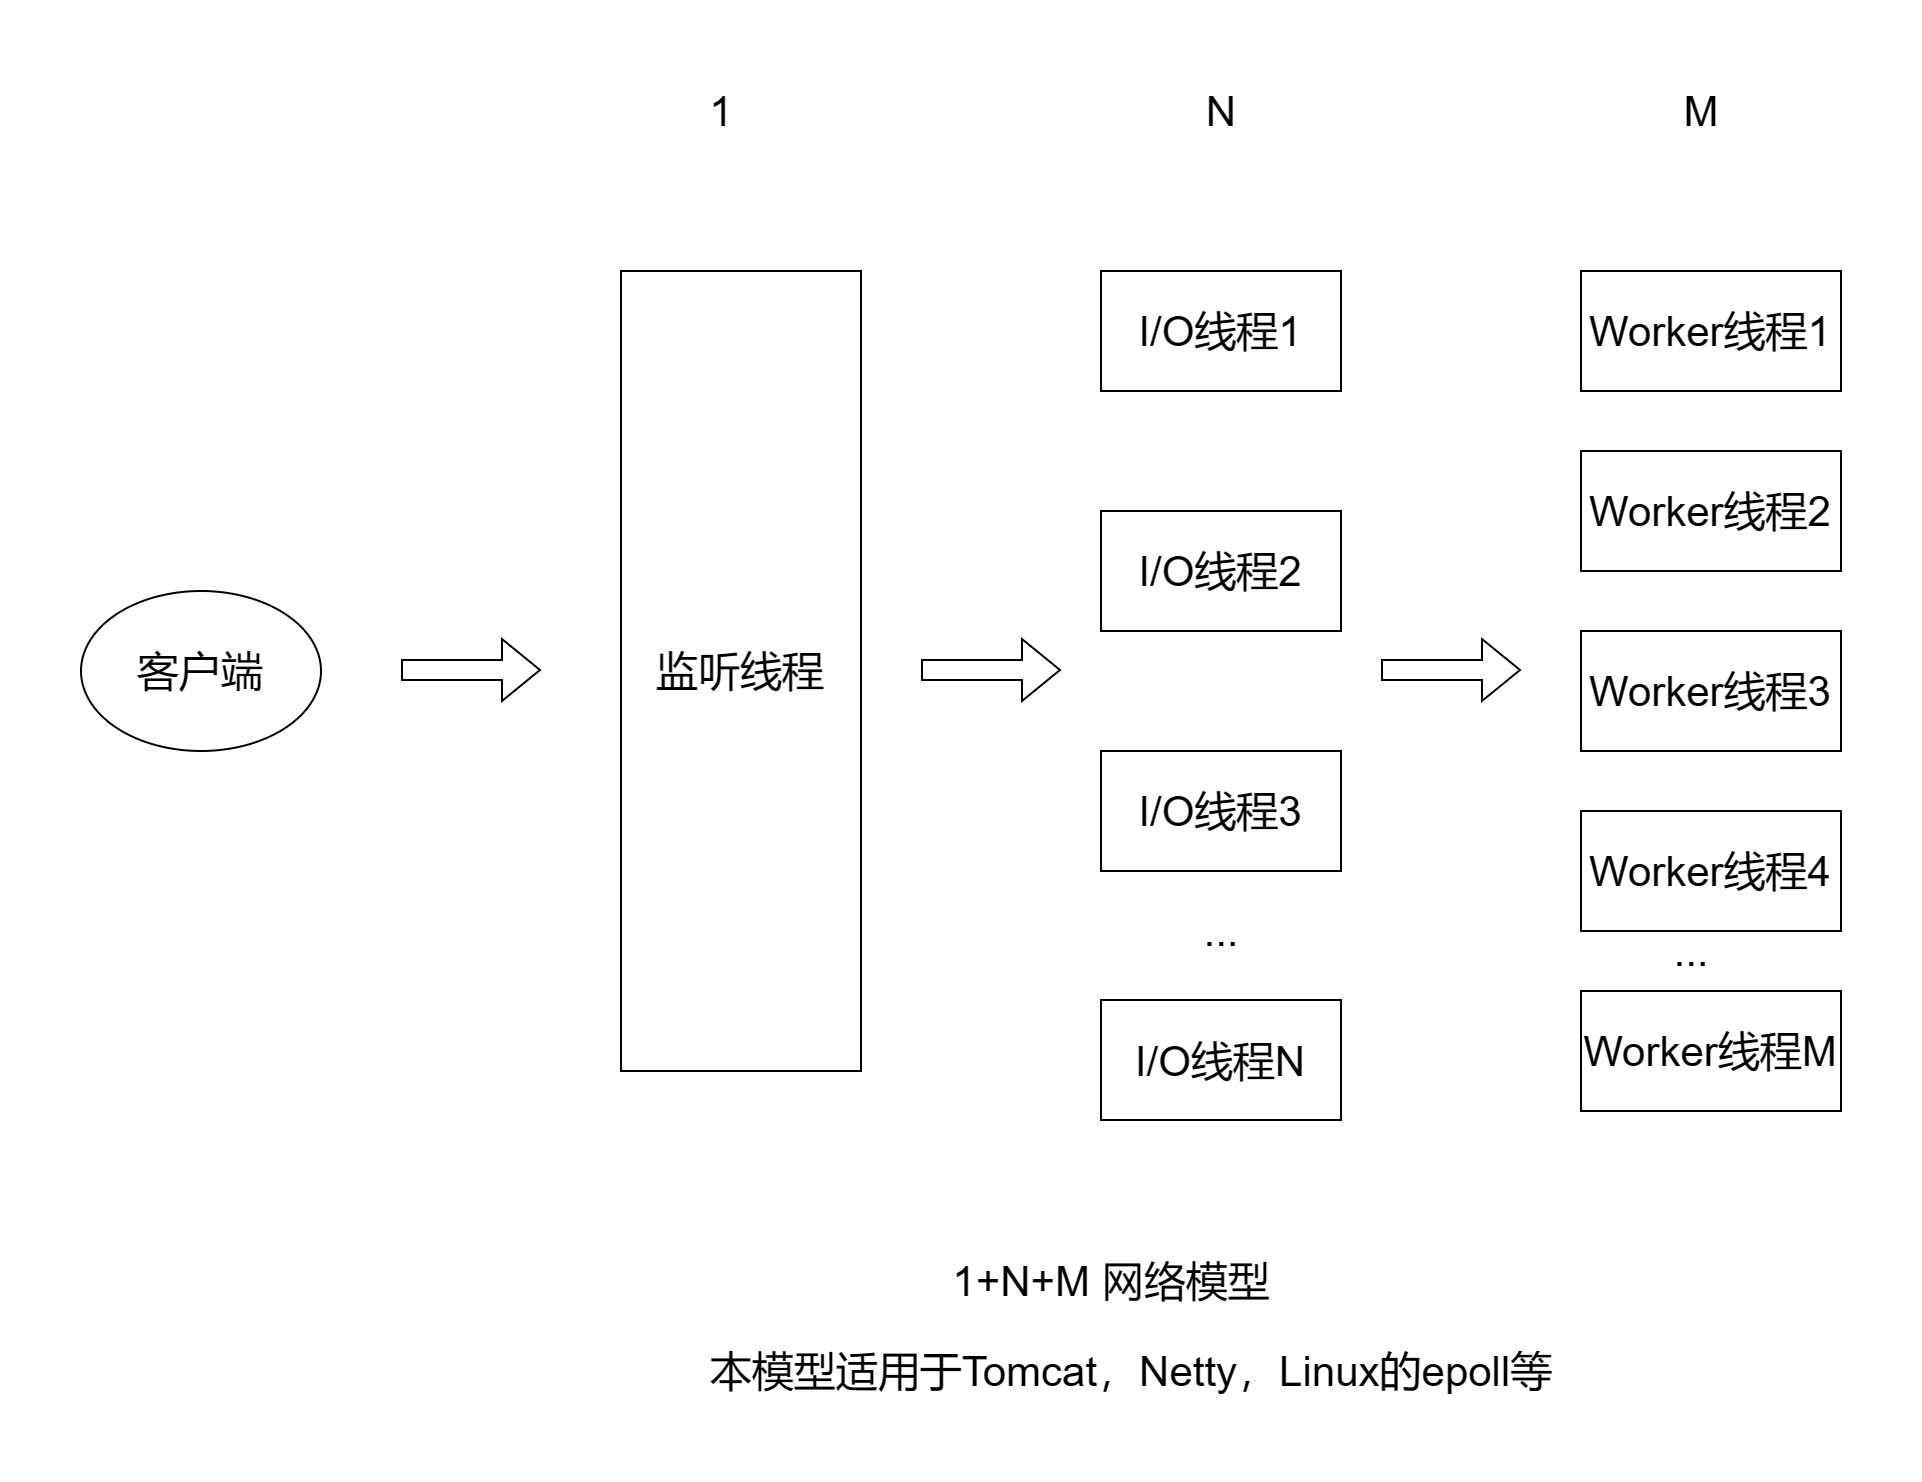 1
N
M
客户端
监听线程
I/O线程1
I/O线程2
I/O线程3
...
I/O线程N
Worker线程1
Worker线程2
Worker线程3
Worker线程4
...
Worker线程M
1+N+M 网络模型
本模型适用于Tomcat，Netty，Linux的epoll等